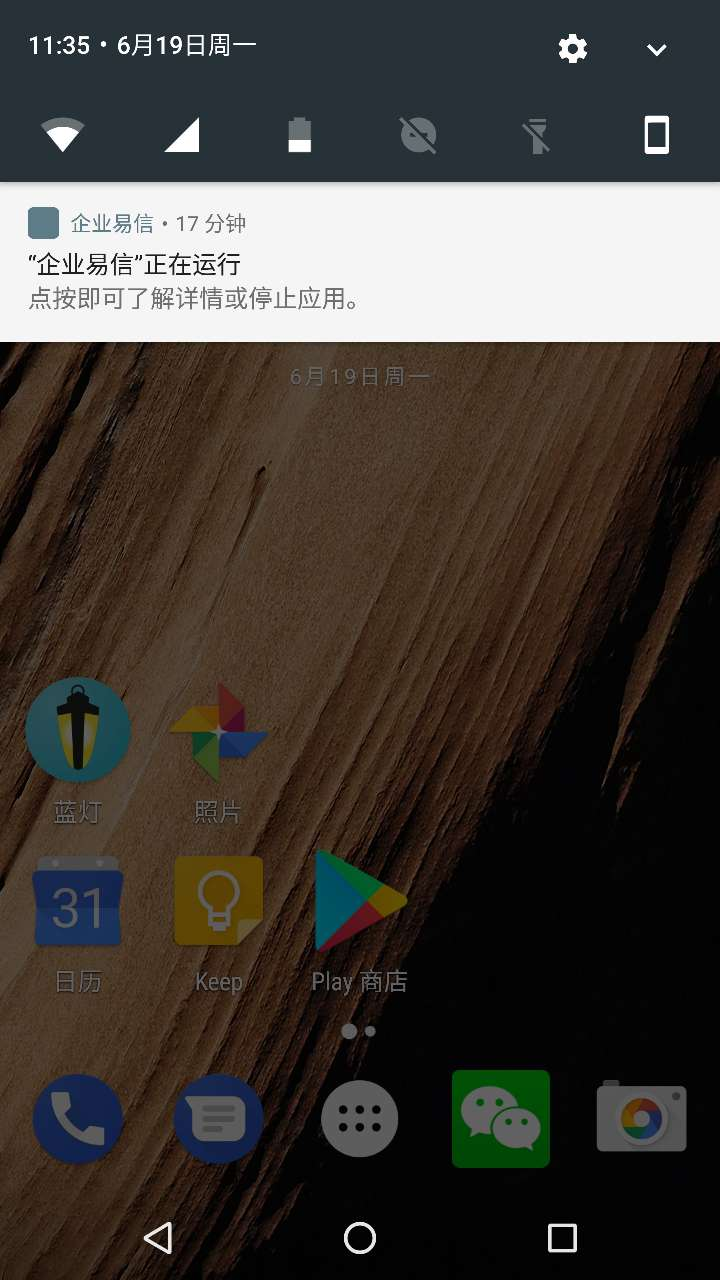 11:35 • 6月19日周一
企业易信 • 17 分钟
“企业易信”正在运行
点按即可了解详情或停止应用。
6月19日周一
蓝灯 照片
31
日历 Keep Play 商店